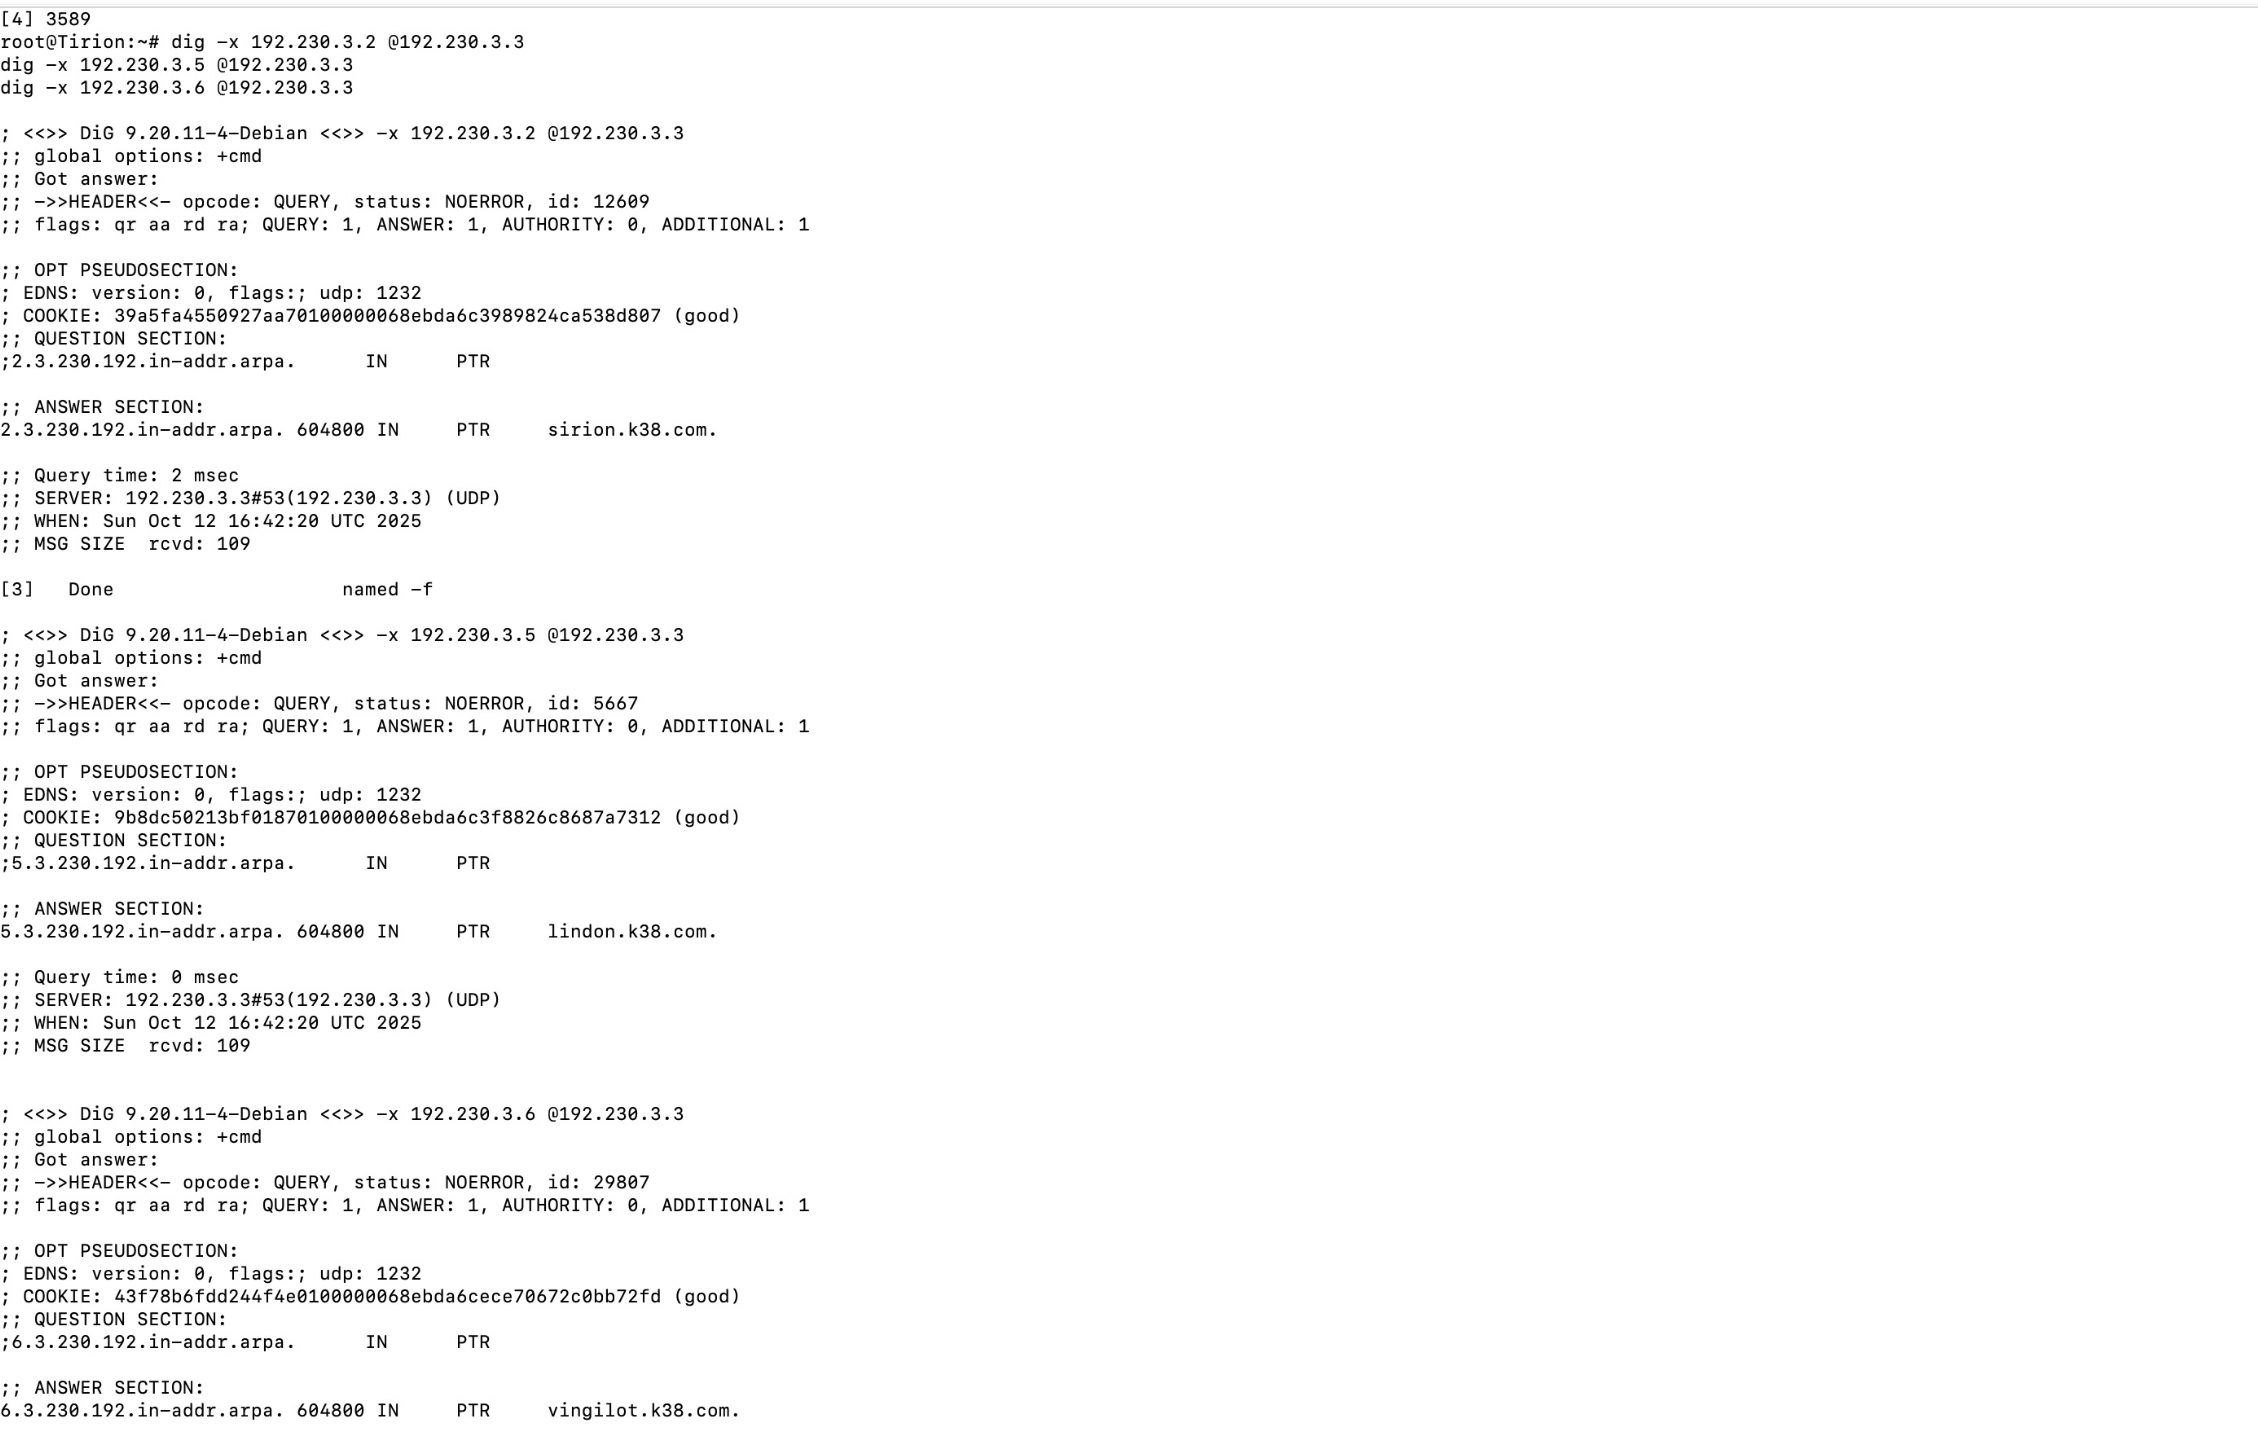 [4] 3589
root@Tirion:~# dig -x 192.230.3.2 @192.230.3.3
dig -x 192.230.3.5 @192.230.3.3
dig -x 192.230.3.6 @192.230.3.3

; <<>> DiG 9.20.11-4-Debian <<>> -x 192.230.3.2 @192.230.3.3
;; global options: +cmd
;; Got answer:
;; ->>HEADER<<- opcode: QUERY, status: NOERROR, id: 12609
;; flags: qr aa rd ra; QUERY: 1, ANSWER: 1, AUTHORITY: 0, ADDITIONAL: 1

;; OPT PSEUDOSECTION:
; EDNS: version: 0, flags:; udp: 1232
; COOKIE: 39a5fa4550927aa70100000068ebda6c3989824ca538d807 (good)
;; QUESTION SECTION:
;2.3.230.192.in-addr.arpa.      IN      PTR

;; ANSWER SECTION:
2.3.230.192.in-addr.arpa. 604800 IN     PTR     sirion.k38.com.

;; Query time: 2 msec
;; SERVER: 192.230.3.3#53(192.230.3.3) (UDP)
;; WHEN: Sun Oct 12 16:42:20 UTC 2025
;; MSG SIZE  rcvd: 109

[3]   Done                    named -f

; <<>> DiG 9.20.11-4-Debian <<>> -x 192.230.3.5 @192.230.3.3
;; global options: +cmd
;; Got answer:
;; ->>HEADER<<- opcode: QUERY, status: NOERROR, id: 5667
;; flags: qr aa rd ra; QUERY: 1, ANSWER: 1, AUTHORITY: 0, ADDITIONAL: 1

;; OPT PSEUDOSECTION:
; EDNS: version: 0, flags:; udp: 1232
; COOKIE: 9b8dc50213bf01870100000068ebda6c3f8826c8687a7312 (good)
;; QUESTION SECTION:
;5.3.230.192.in-addr.arpa.      IN      PTR

;; ANSWER SECTION:
5.3.230.192.in-addr.arpa. 604800 IN     PTR     lindon.k38.com.

;; Query time: 0 msec
;; SERVER: 192.230.3.3#53(192.230.3.3) (UDP)
;; WHEN: Sun Oct 12 16:42:20 UTC 2025
;; MSG SIZE  rcvd: 109


; <<>> DiG 9.20.11-4-Debian <<>> -x 192.230.3.6 @192.230.3.3
;; global options: +cmd
;; Got answer:
;; ->>HEADER<<- opcode: QUERY, status: NOERROR, id: 29807
;; flags: qr aa rd ra; QUERY: 1, ANSWER: 1, AUTHORITY: 0, ADDITIONAL: 1

;; OPT PSEUDOSECTION:
; EDNS: version: 0, flags:; udp: 1232
; COOKIE: 43f78b6fdd244f4e0100000068ebda6cece70672c0bb72fd (good)
;; QUESTION SECTION:
;6.3.230.192.in-addr.arpa.      IN      PTR

;; ANSWER SECTION:
6.3.230.192.in-addr.arpa. 604800 IN     PTR     vingilot.k38.com.